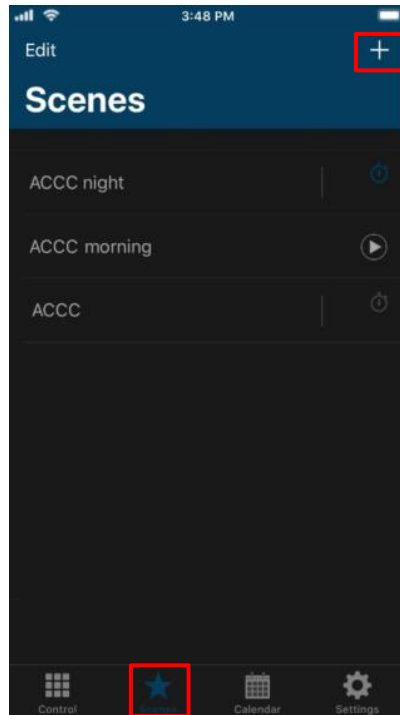 3:48 PM
Edit
Scenes
ACCC night
ACCC morning
ACCC
Control
Scenes
Calendar
Settings